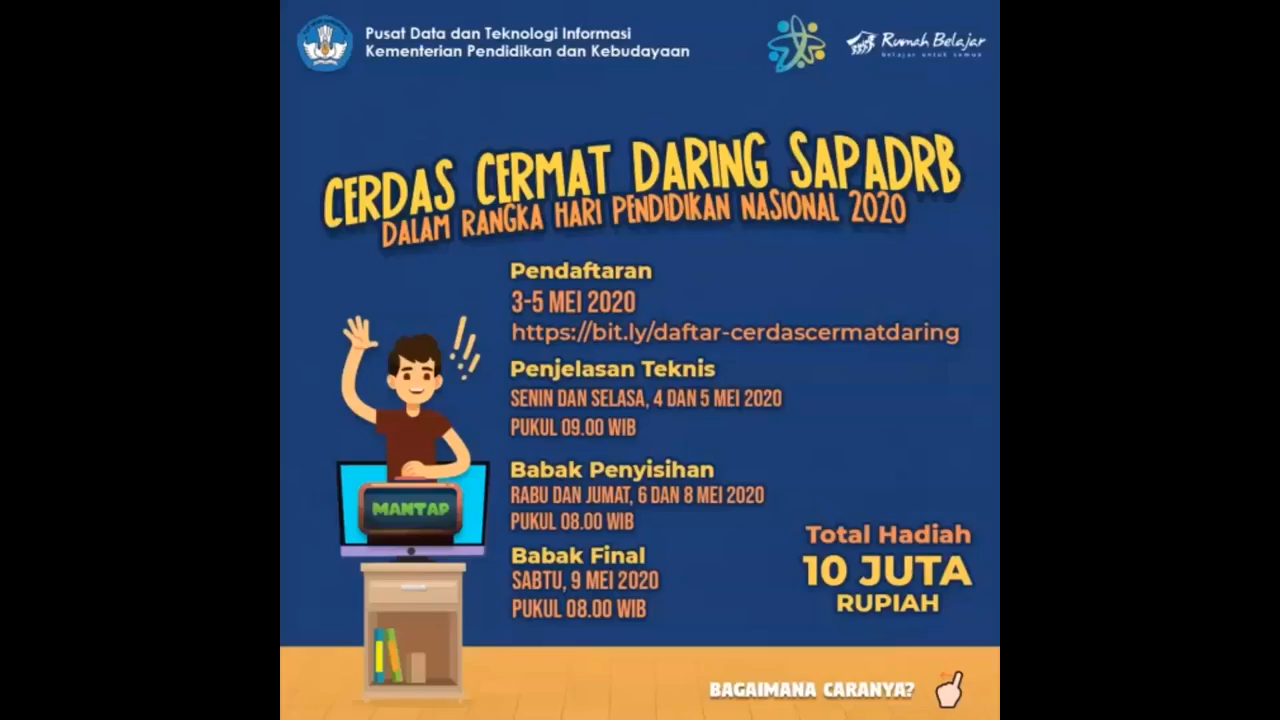 Pusat Data dan Teknologi Informasi
Kementerian Pendidikan dan Kebudayaan
Rumah Belajar
belajar untuk semua
CERDAS CERMAT DARING SAPADRB
DALAM RANGKA HARI PENDIDIKAN NASIONAL 2020
Pendaftaran
3-5 MEI 2020
https://bit.ly/daftar-cerdascermatdaring
Penjelasan Teknis
SENIN DAN SELASA, 4 DAN 5 MEI 2020
PUKUL 09.00 WIB
Babak Penyisihan
RABU DAN JUMAT, 6 DAN 8 MEI 2020
PUKUL 08.00 WIB
Babak Final
SABTU, 9 MEI 2020
PUKUL 08.00 WIB
MANTAP
Total Hadiah
10 JUTA
RUPIAH
BAGAIMANA CARANYA?